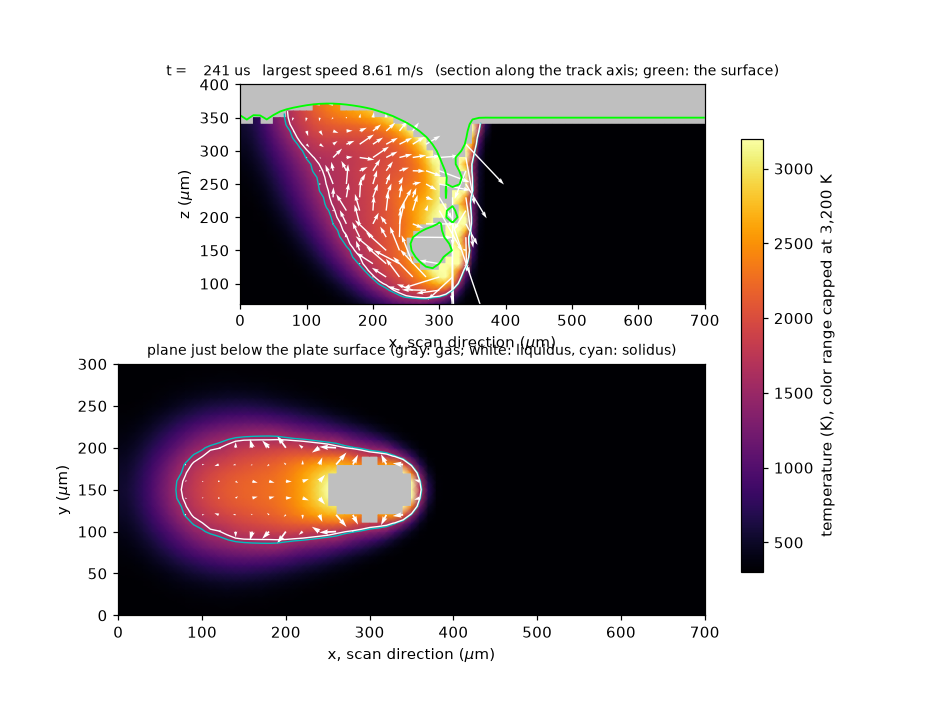 t =    241 us   largest speed 8.61 m/s   (section along the track axis; green: the surface)
400
350
300
250
200
150
100
z (μm)
0 100 200 300 400 500 600 700
x, scan direction (μm)
plane just below the plate surface (gray: gas; white: liquidus, cyan: solidus)
300
250
200
150
100
50
0
y (μm)
0 100 200 300 400 500 600 700
x, scan direction (μm)
3000
2500
2000
1500
1000
500
temperature (K), color range capped at 3,200 K